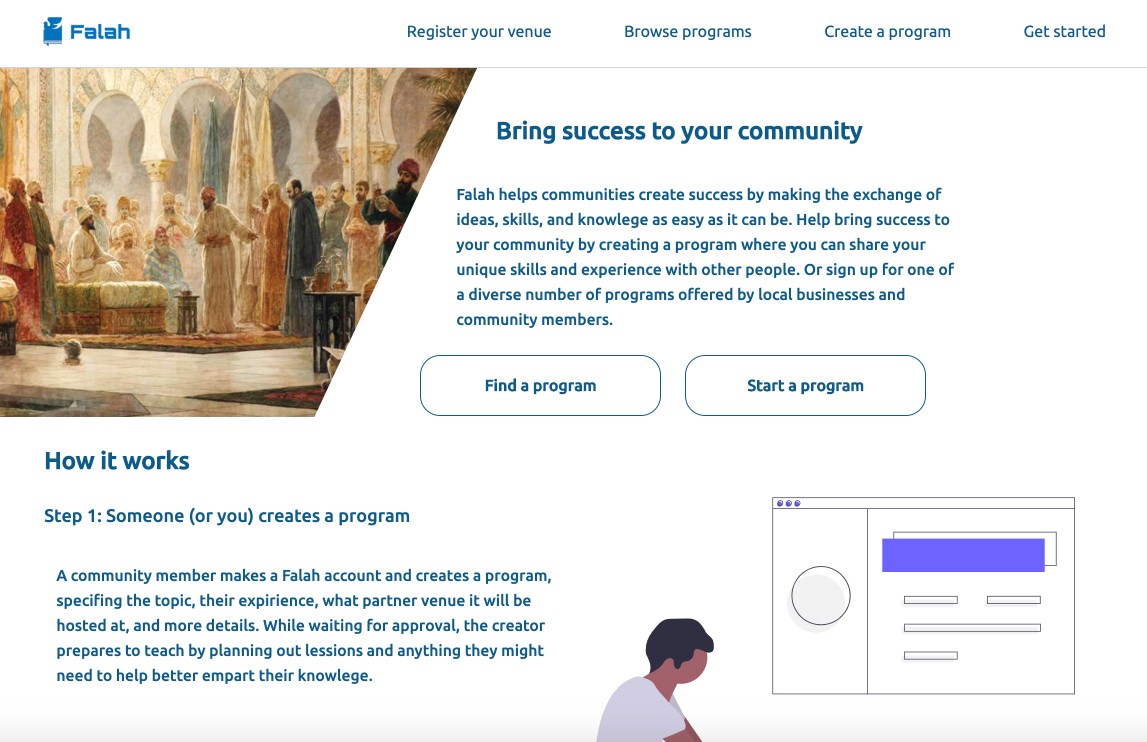 Falah
Register your venue
Browse programs
Create a program
Get started
Bring success to your community
Falah helps communities create success by making the exchange of
ideas, skills, and knowlege as easy as it can be. Help bring success to
your community by creating a program where you can share your
unique skills and experience with other people. Or sign up for one of
a diverse number of programs offered by local businesses and
community members.
Find a program
Start a program
How it works
Step 1: Someone (or you) creates a program
A community member makes a Falah account and creates a program,
specifing the topic, their expirience, what partner venue it will be
hosted at, and more details. While waiting for approval, the creator
prepares to teach by planning out lessions and anything they might
need to help better empart their knowlege.